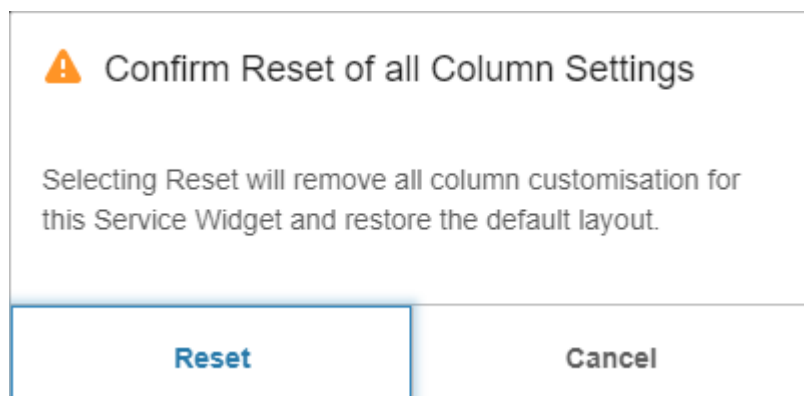 Confirm Reset of all Column Settings
Selecting Reset will remove all column customisation for
this Service Widget and restore the default layout.
Reset
Cancel